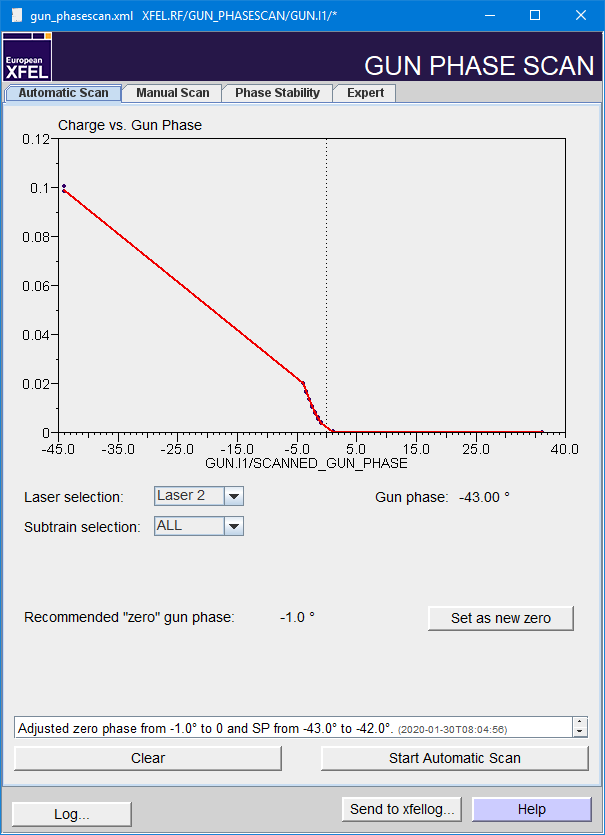 gun_phasescan.xml XFEL.RF/GUN_PHASESCAN/GUN.I1/*
European
XFEL
GUN PHASE SCAN
Automatic Scan Manual Scan Phase Stability Expert
Charge vs. Gun Phase
0.12
0.1
0.08
0.06
0.04
0.02
0
-45.0 -35.0 -25.0 -15.0 -5.0 5.0 15.0 25.0 40.0
GUN.I1/SCANNED_GUN_PHASE
Laser selection: Laser 2 Gun phase: -43.00 °
Subtrain selection: ALL
Recommended "zero" gun phase: -1.0 ° Set as new zero
Adjusted zero phase from -1.0° to 0 and SP from -43.0° to -42.0°. (2020-01-30T08:04:56)
Clear Start Automatic Scan
Log... Send to xfellog... Help